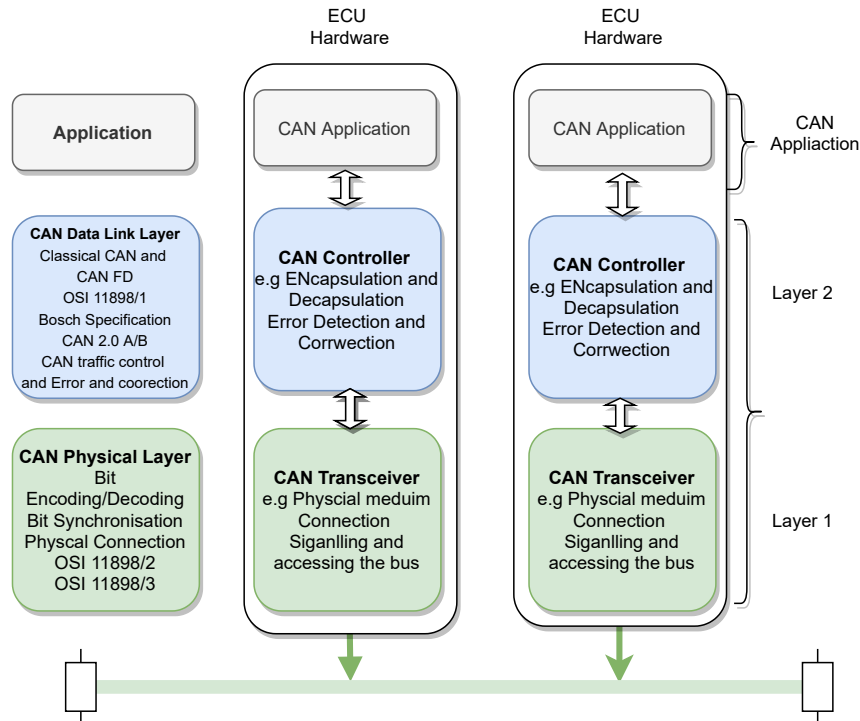 ECU
Hardware
ECU
Hardware
Application
CAN Application
CAN Application
CAN
Appliaction
CAN Data Link Layer
Classical CAN and
CAN FD
OSI 11898/1
Bosch Specification
CAN 2.0 A/B
CAN traffic control
and Error and coorection
CAN Controller
e.g ENcapsulation and
Decapsulation
Error Detection and
Corrwection
CAN Controller
e.g ENcapsulation and
Decapsulation
Error Detection and
Corrwection
Layer 2
CAN Physical Layer
Bit
Encoding/Decoding
Bit Synchronisation
Physcal Connection
OSI 11898/2
OSI 11898/3
CAN Transceiver
e.g Physcial meduim
Connection
Siganlling and
accessing the bus
CAN Transceiver
e.g Physcial meduim
Connection
Siganlling and
accessing the bus
Layer 1